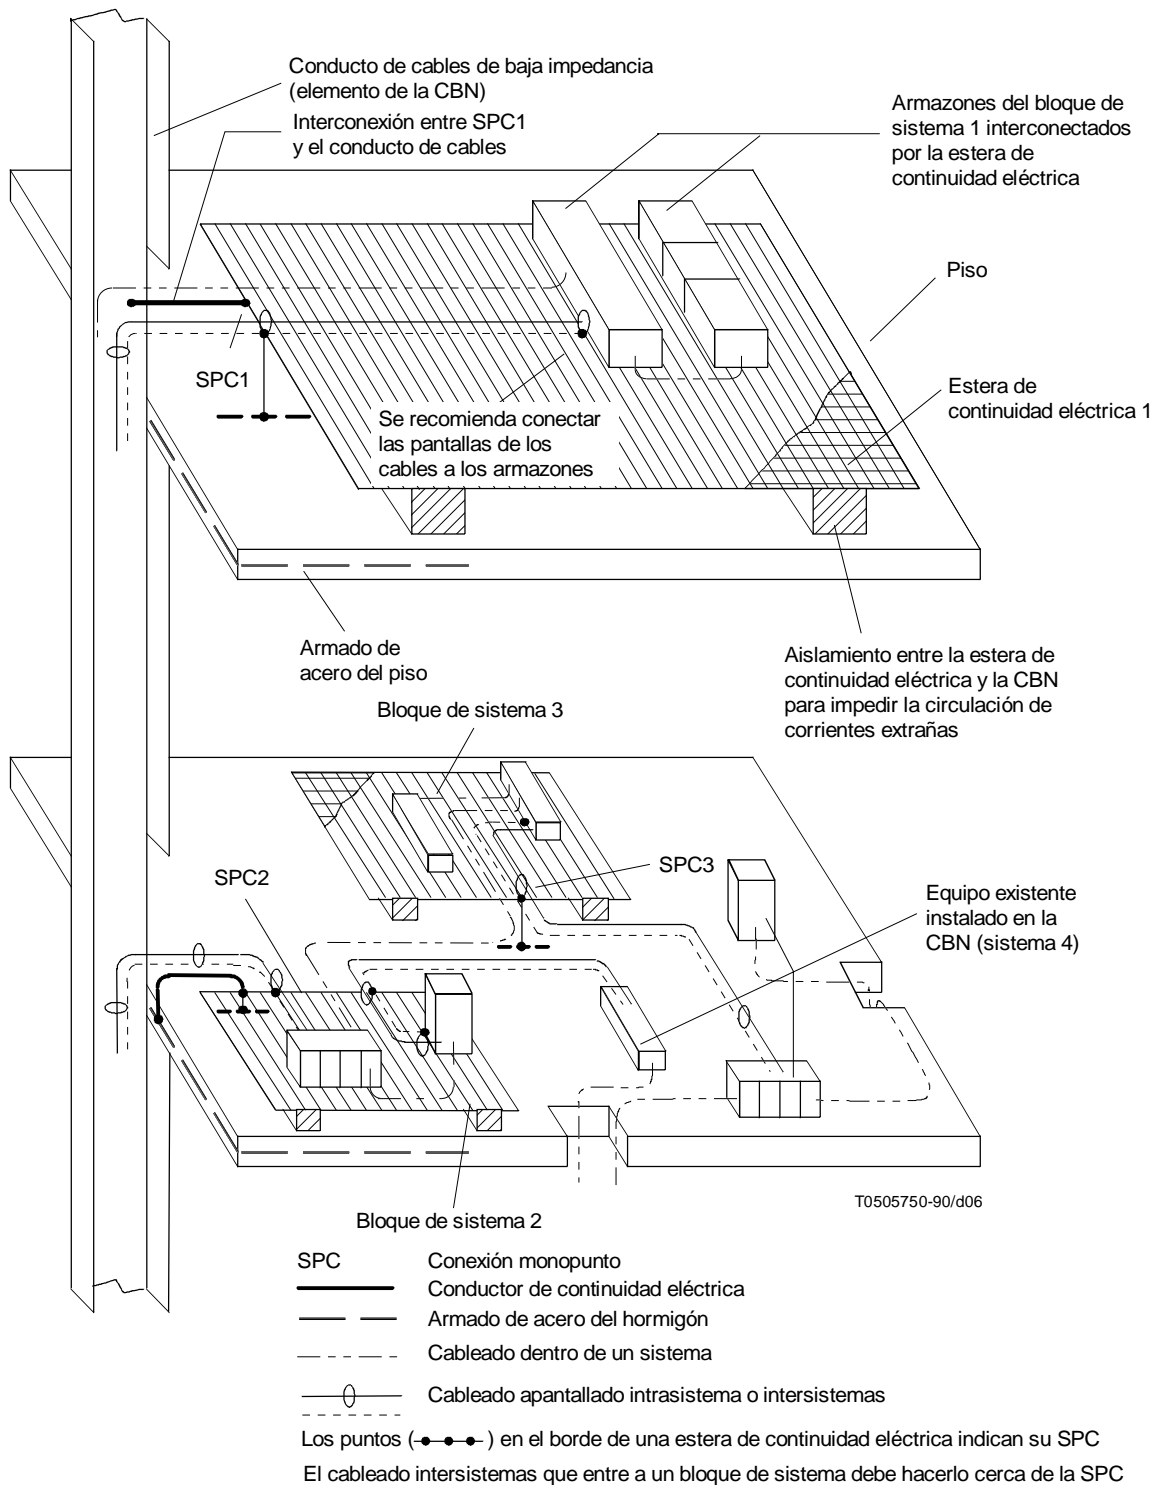 Conducto de cables de baja impedancia
(elemento de la CBN)
Interconexión entre SPC1
y el conducto de cables
Armazones del bloque de
sistema 1 interconectados
por la estera de
continuidad eléctrica
Piso
SPC1
Estera de
continuidad eléctrica 1
Se recomienda conectar
las pantallas de los
cables a los armazones
Armado de
acero del piso
Aislamiento entre la estera de
continuidad eléctrica y la CBN
para impedir la circulación de
corrientes extrañas
Bloque de sistema 3
SPC2
SPC3
Equipo existente
instalado en la
CBN (sistema 4)
T0505750-90/d06
Bloque de sistema 2
SPC Conexión monopunto
Conductor de continuidad eléctrica
Armado de acero del hormigón
Cableado dentro de un sistema
Cableado apantallado intrasistema o intersistemas
Los puntos ( ) en el borde de una estera de continuidad eléctrica indican su SPC
El cableado intersistemas que entre a un bloque de sistema debe hacerlo cerca de la SPC